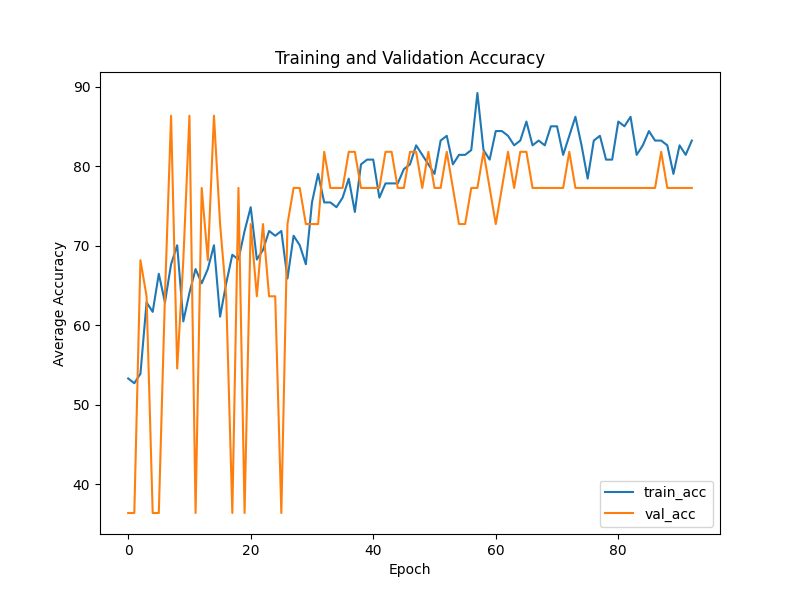 Training and Validation Accuracy
90
80
70
60
50
40
Average Accuracy
0 20 40 60 80
Epoch
train_acc
val_acc